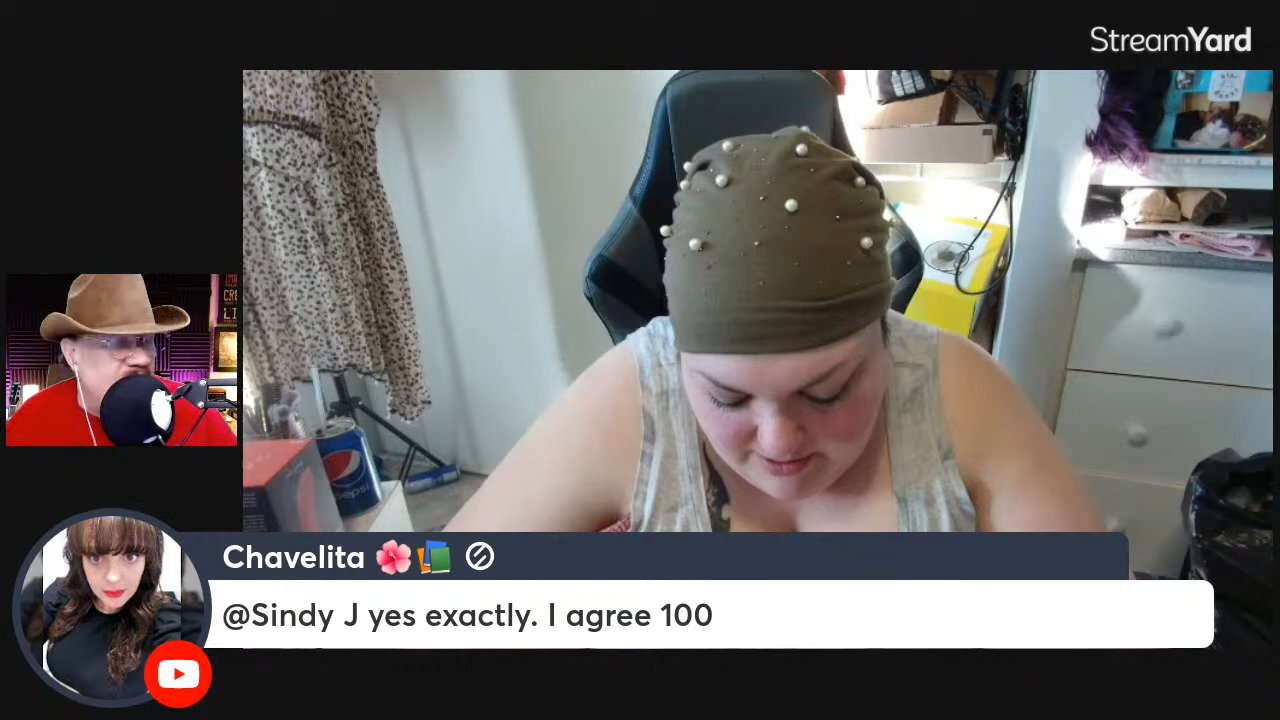 StreamYard
pepsi
Chavelita 🌺📚
@Sindy J yes exactly. I agree 100